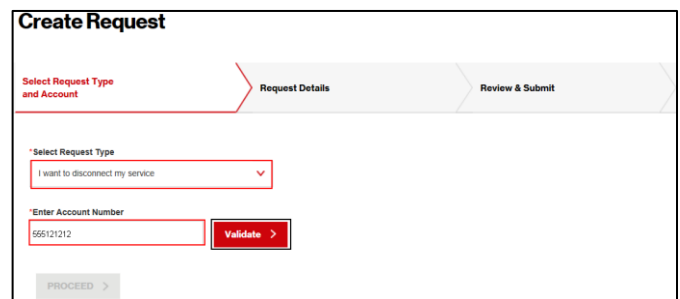 Create Request
Select Request Type
and Account
Request Details
Review & Submit
*Select Request Type
I want to disconnect my service
*Enter Account Number
555121212
Validate >
PROCEED >